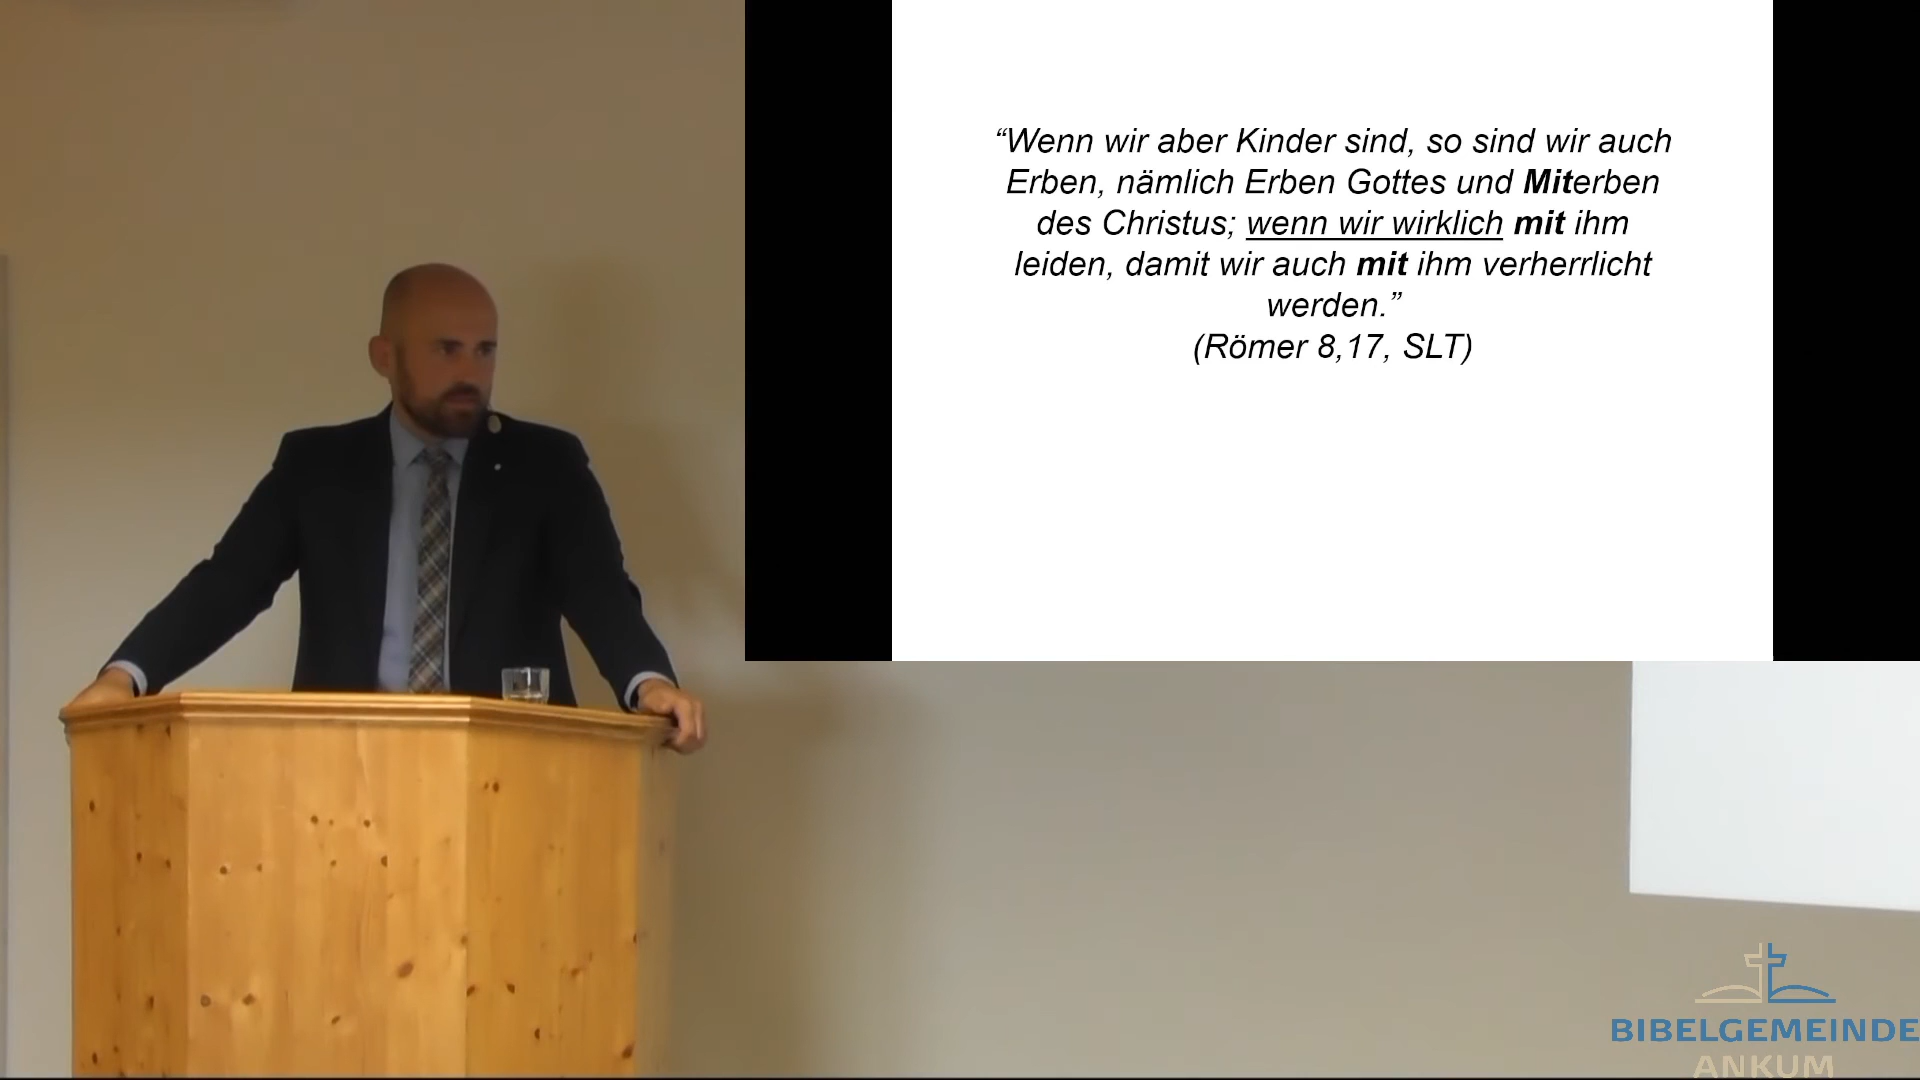 “Wenn wir aber Kinder sind, so sind wir auch
Erben, nämlich Erben Gottes und Miterben
des Christus; wenn wir wirklich mit ihm
leiden, damit wir auch mit ihm verherrlicht
werden.”
(Römer 8,17, SLT)
BIBELGEMEINDE
ANKUM